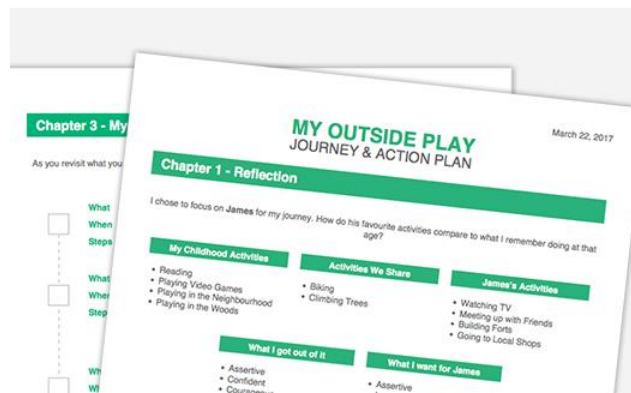 MY OUTSIDE PLAY
JOURNEY & ACTION PLAN
March 22, 2017
Chapter 1 - Reflection
I chose to focus on James for my journey. How do his favourite activities compare to what I remember doing at that
age?
My Childhood Activities
• Reading
• Playing Video Games
• Playing in the Neighbourhood
• Playing in the Woods
Activities We Share
• Biking
• Climbing Trees
James's Activities
• Watching TV
• Meeting up with Friends
• Building Forts
• Going to Local Shops
What I got out of it
• Assertive
• Confident
What I want for James
• Assertive
Chapter 3 - My
As you revisit what you
What
When
Steps
What